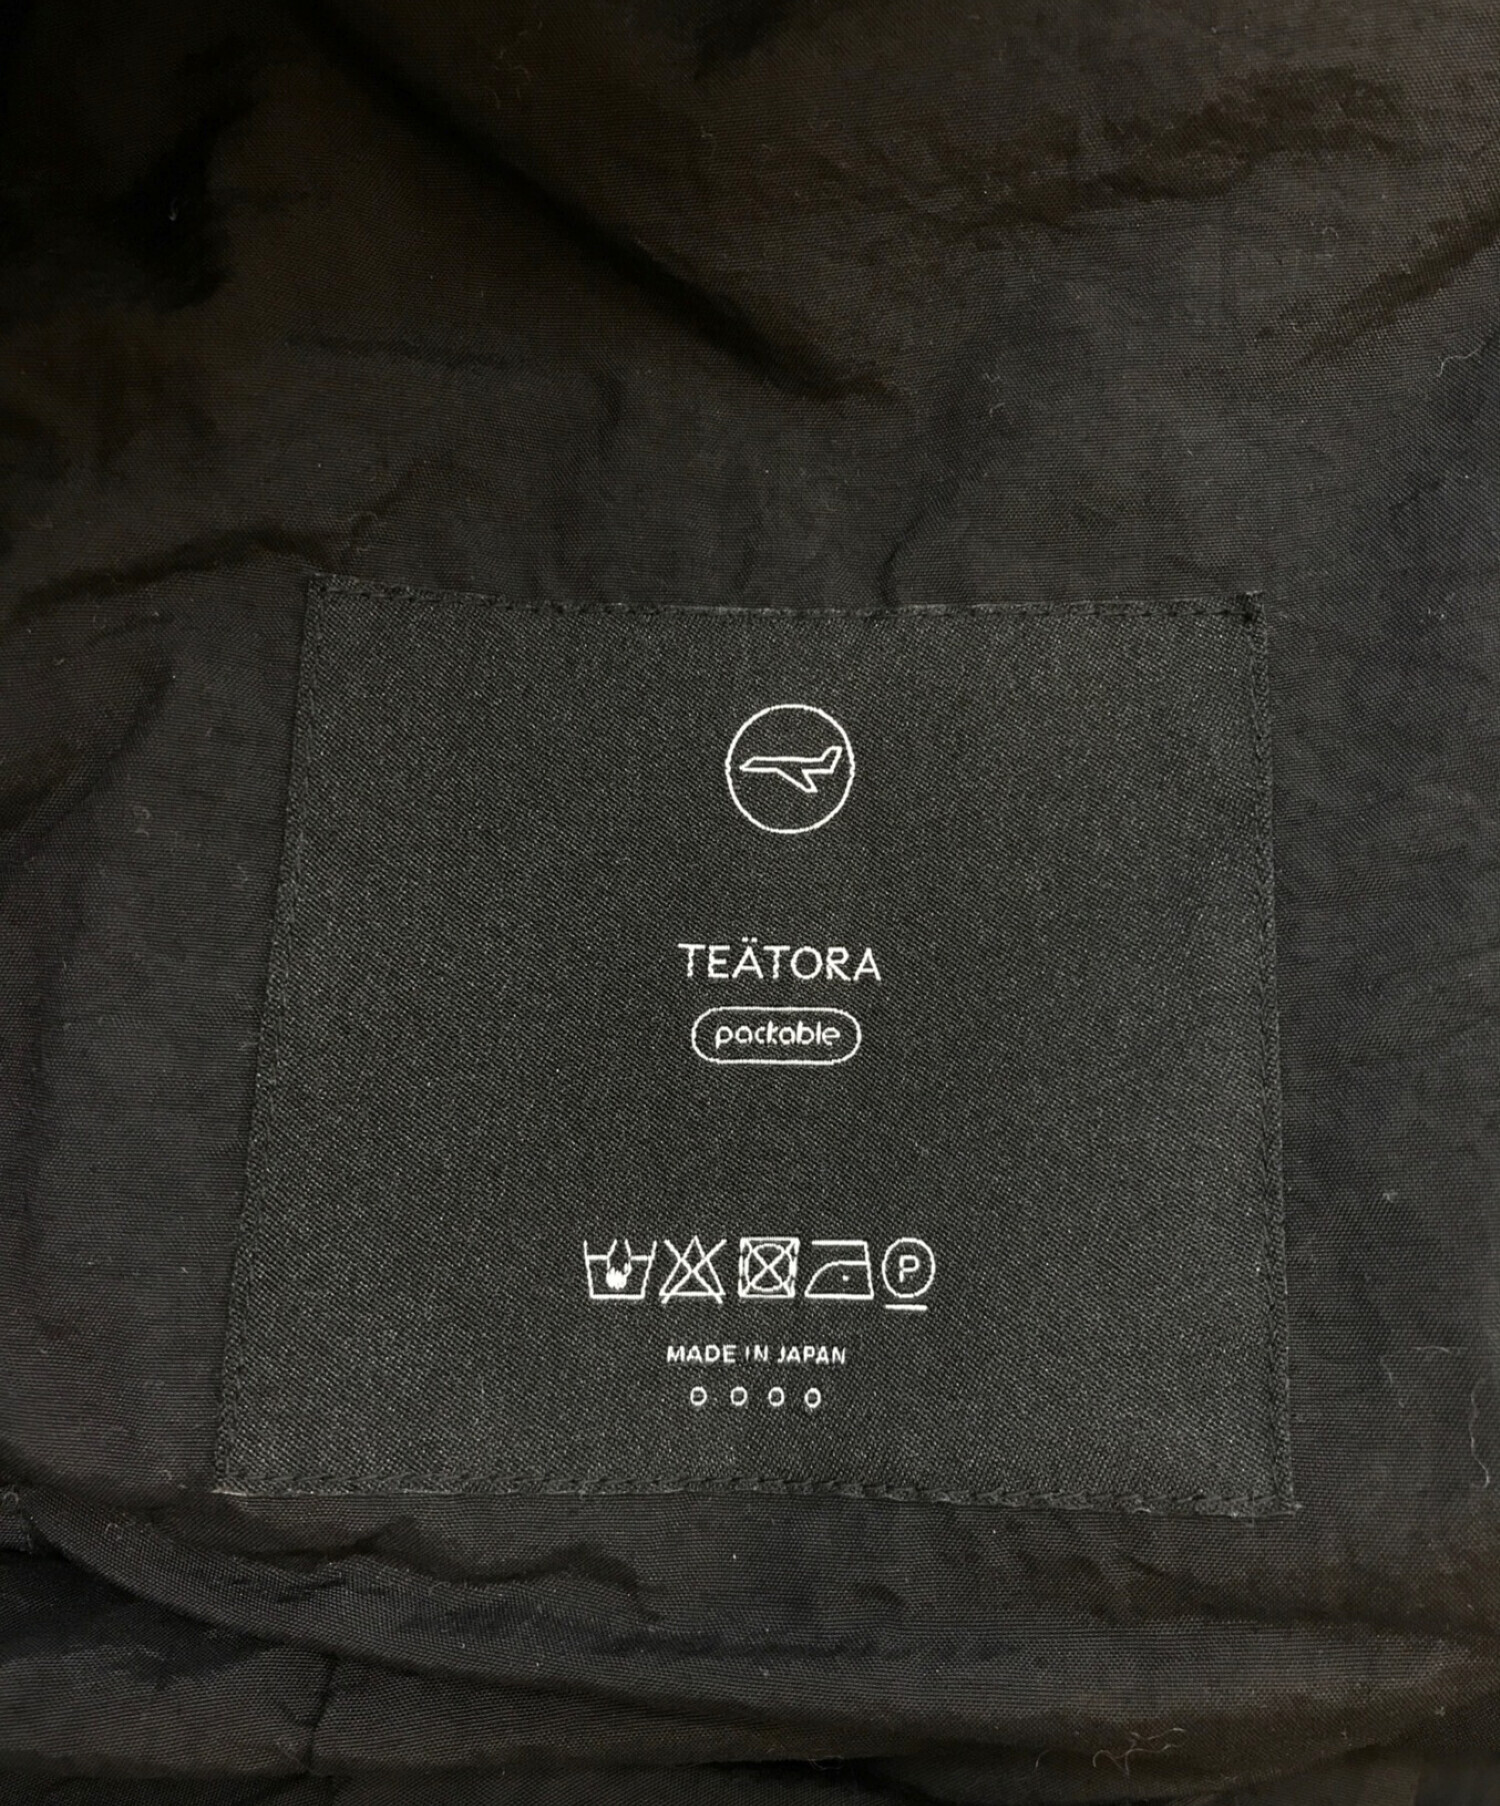 TEÄTORA
packable
P
MADE IN JAPAN
o o o o